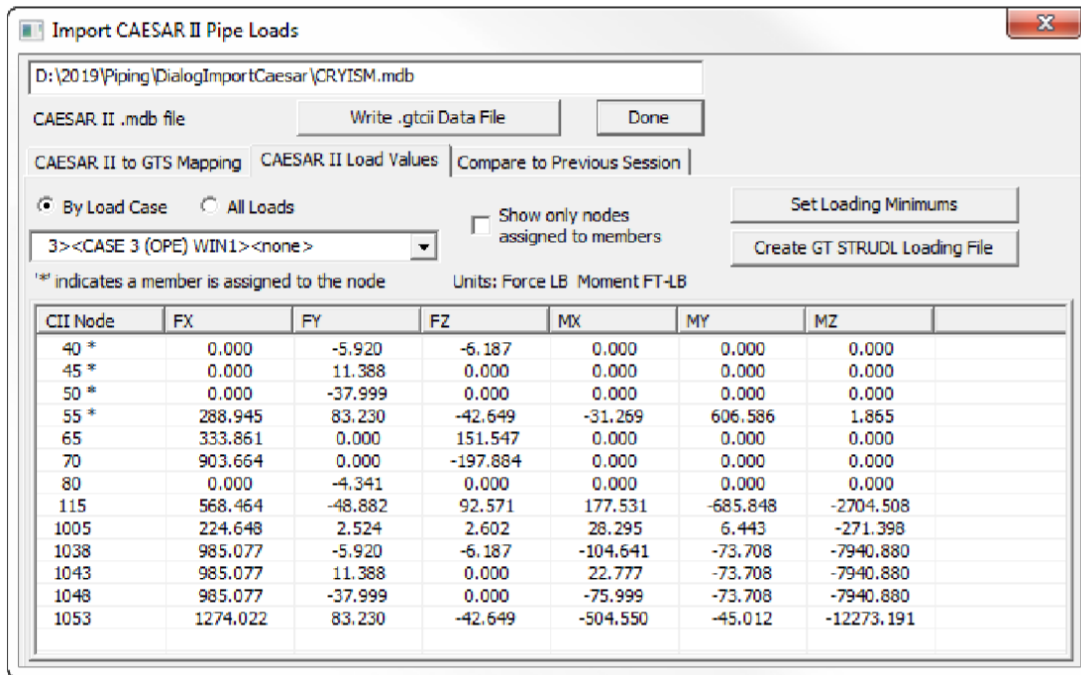 Import CAESAR II Pipe Loads
D:\2019\Piping\DialogImportCaesar\CRYISM.mdb
CAESAR II .mdb file Write .gtcii Data File Done
CAESAR II to GTS Mapping CAESAR II Load Values Compare to Previous Session
By Load Case All Loads Show only nodes assigned to members Set Loading Minimums
3><CASE 3 (OPE) WIN1><none> Create GT STRUDL Loading File
'*' indicates a member is assigned to the node Units: Force LB Moment FT-LB
CII Node FX FY FZ MX MY MZ
40 * 0.000 -5.920 -6.187 0.000 0.000 0.000
45 * 0.000 11.388 0.000 0.000 0.000 0.000
50 * 0.000 -37.999 0.000 0.000 0.000 0.000
55 * 288.945 83.230 -42.649 -31.269 606.586 1.865
65 333.861 0.000 151.547 0.000 0.000 0.000
70 903.664 0.000 -197.884 0.000 0.000 0.000
80 0.000 -4.341 0.000 0.000 0.000 0.000
115 568.464 -48.882 92.571 177.531 -685.848 -2704.508
1005 224.648 2.524 2.602 28.295 6.443 -271.398
1038 985.077 -5.920 -6.187 -104.641 -73.708 -7940.880
1043 985.077 11.388 0.000 22.777 -73.708 -7940.880
1048 985.077 -37.999 0.000 -75.999 -73.708 -7940.880
1053 1274.022 83.230 -42.649 -504.550 -45.012 -12273.191